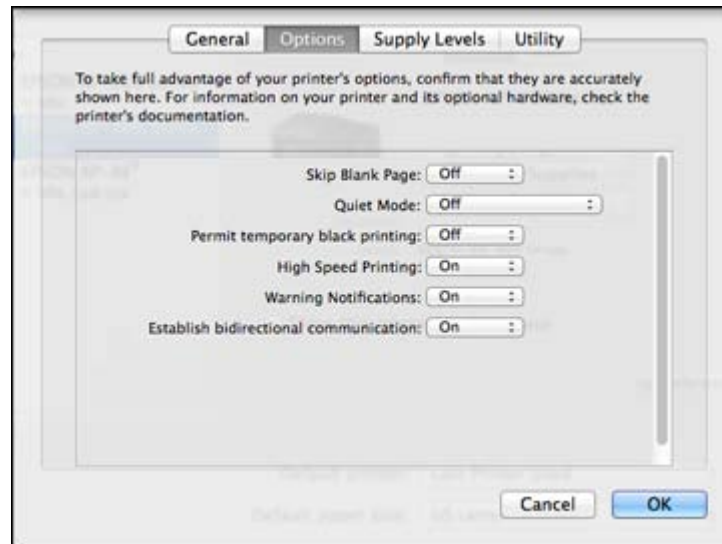 General Options Supply Levels Utility
To take full advantage of your printer's options, confirm that they are accurately
shown here. For information on your printer and its optional hardware, check the
printer's documentation.
Skip Blank Page: Off
Quiet Mode: Off
Permit temporary black printing: Off
High Speed Printing: On
Warning Notifications: On
Establish bidirectional communication: On
Cancel OK